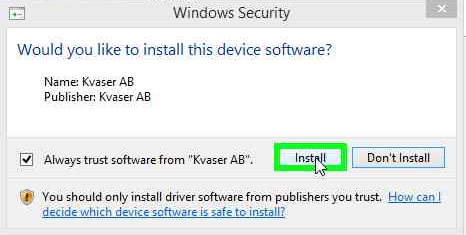 Windows Security
Would you like to install this device software?
Name: Kvaser AB
Publisher: Kvaser AB
Always trust software from "Kvaser AB".
Install
Don't Install
You should only install driver software from publishers you trust. How can I
decide which device software is safe to install?